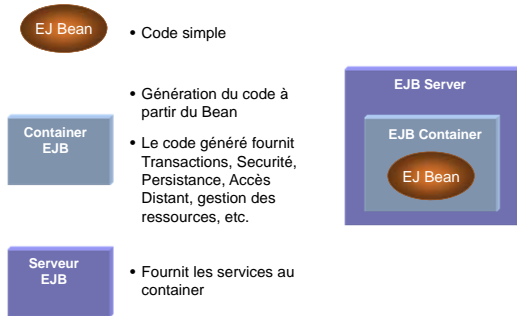 EJ Bean
• Code simple
Container
EJB
• Génération du code à
partir du Bean
• Le code généré fournit
Transactions, Securité,
Persistance, Accès
Distant, gestion des
ressources, etc.
Serveur
EJB
• Fournit les services au
container
EJB Server
EJB Container
EJ Bean